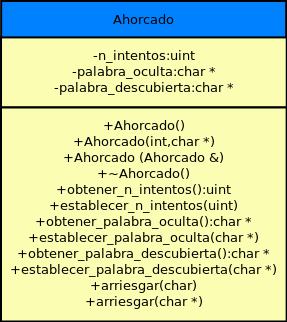 Ahorcado
-n_intentos:uint
-palabra_oculta:char *
-palabra_descubierta:char *
+Ahorcado()
+Ahorcado(int,char *)
+Ahorcado (Ahorcado &)
+~Ahorcado()
+obtener_n_intentos():uint
+establecer_n_intentos(uint)
+obtener_palabra_oculta():char *
+establecer_palabra_oculta(char *)
+obtener_palabra_descubierta():char *
+establecer_palabra_descubierta(char *)
+arriesgar(char)
+arriesgar(char *)